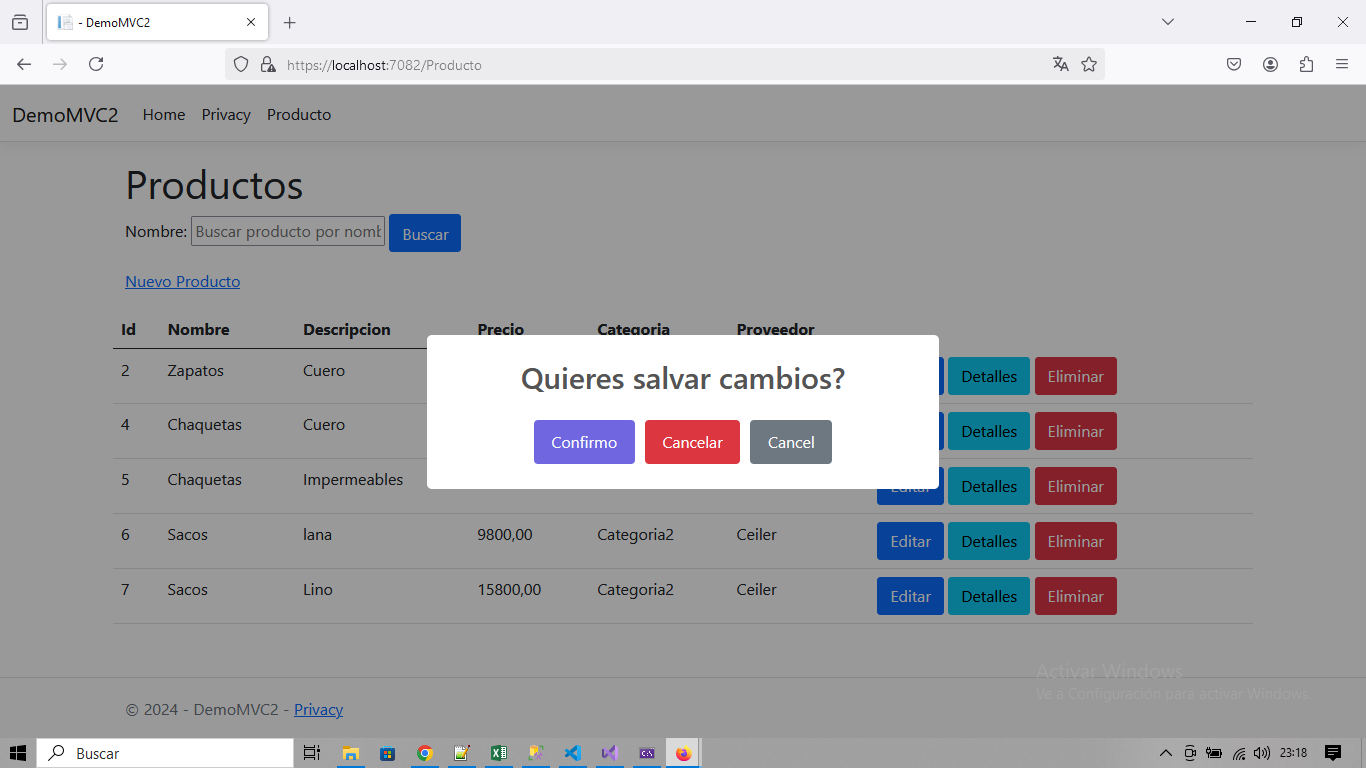 - DemoMVC2
https://localhost:7082/Producto
DemoMVC2 Home Privacy Producto
Productos
Nombre: Buscar producto por nomb Buscar
Nuevo Producto
Id Nombre Descripcion Precio Categoria Proveedor
2 Zapatos Cuero Detalles Eliminar
Quieres salvar cambios?
4 Chaquetas Cuero Detalles Eliminar
Confirmo Cancelar Cancel
5 Chaquetas Impermeables Editar Detalles Eliminar
6 Sacos lana 9800,00 Categoria2 Ceiler Editar Detalles Eliminar
7 Sacos Lino 15800,00 Categoria2 Ceiler Editar Detalles Eliminar
Activar Windows
Ve a Configuración para activar Windows.
© 2024 - DemoMVC2 - Privacy
Buscar 23:18